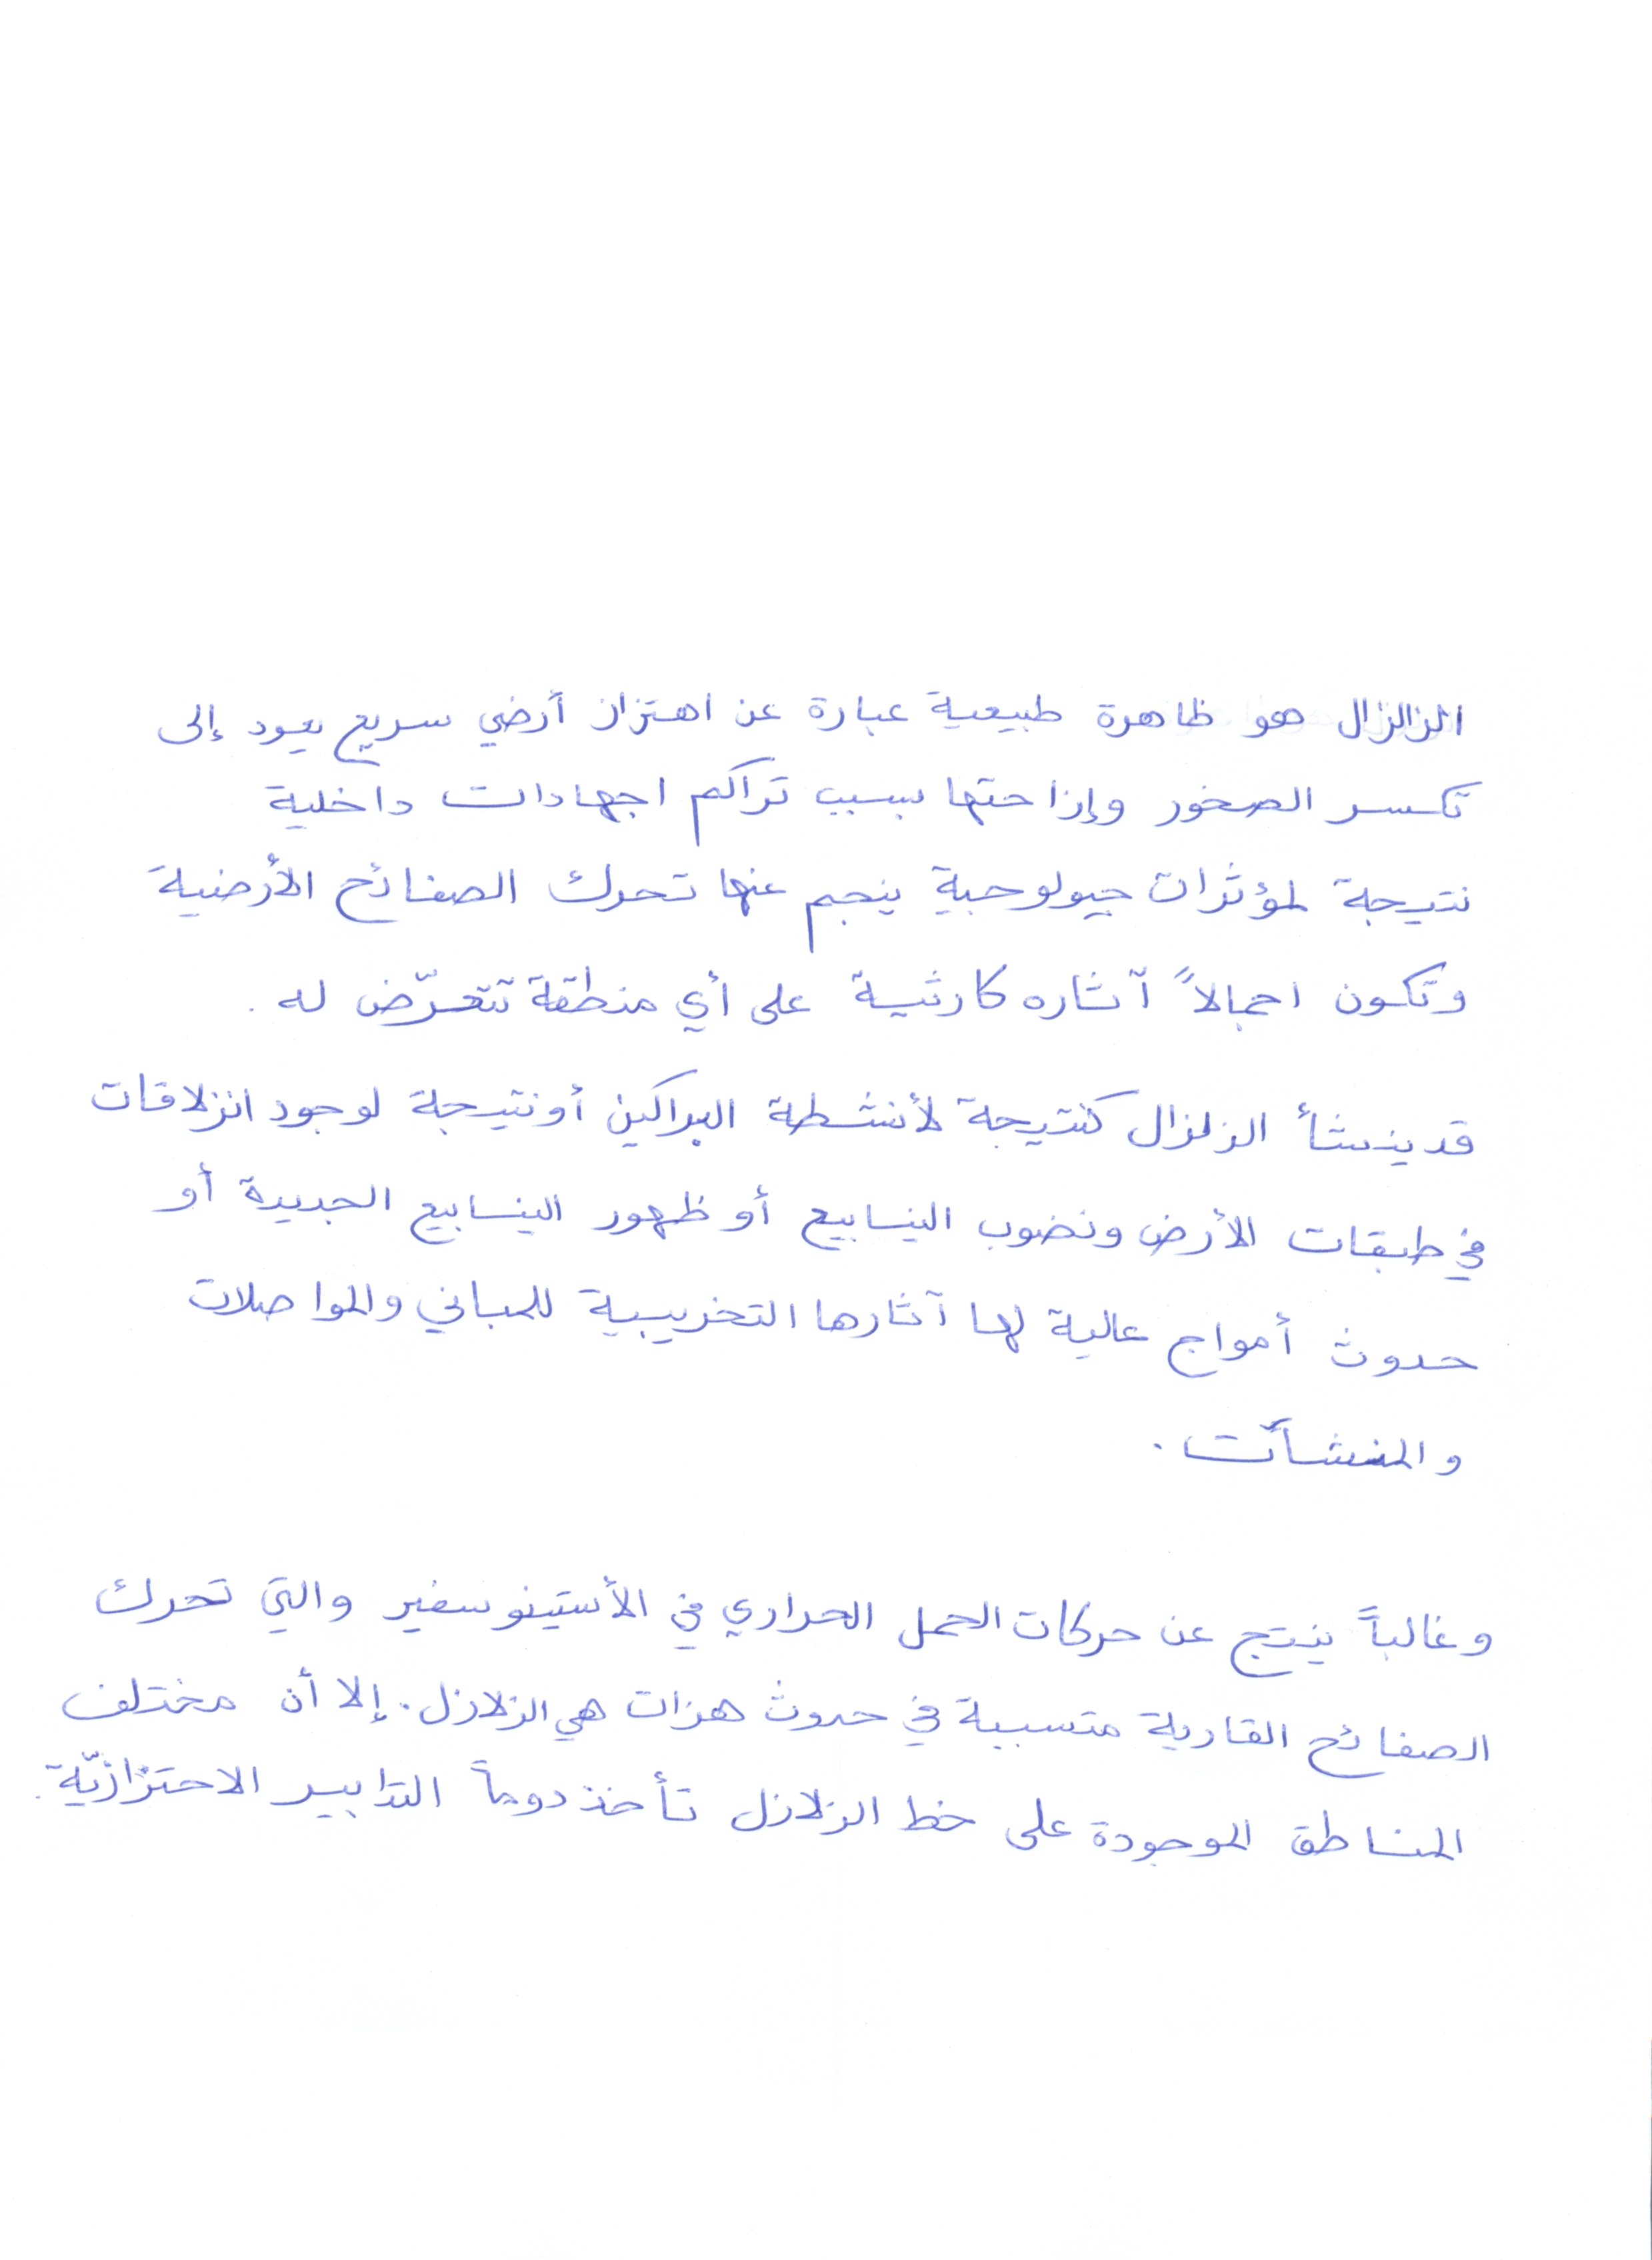 الزالزال هو ظاهرة طبيعية عبارة عن اهتزاز أرضي سريع يعود إلى
تكسر الصخور وإزاحتها بسبب تراكم اجهادات داخلية
نتيجة لمؤثرات جيولوجية ينجم عنها تحرك الصفائح الأرضية
وتكون اجمالاً آثاره كارثية على أي منطقة تتعرّض له .
قد ينشأ الزلزال كنتيجة لأنشطة البراكين أو نتيجة لوجود انزلاقات
في طبقات الأرض ونضوب الينابيع أو ظهور الينابيع الجديدة أو
حدوث أمواج عالية لها آثارها التخريبية للمباني والمواصلات
والمنشآت .
وغالباً ينتج عن حركات الحمل الحراري في الأستينوسفير والتي تحرك
الصفائح القارية متسببة في حدوث هزات هي الزلازل . إلا أن مختلف
المناطق الموجودة على خط الزلازل تأخذ دوماً التدابير الاحتزازيّة .